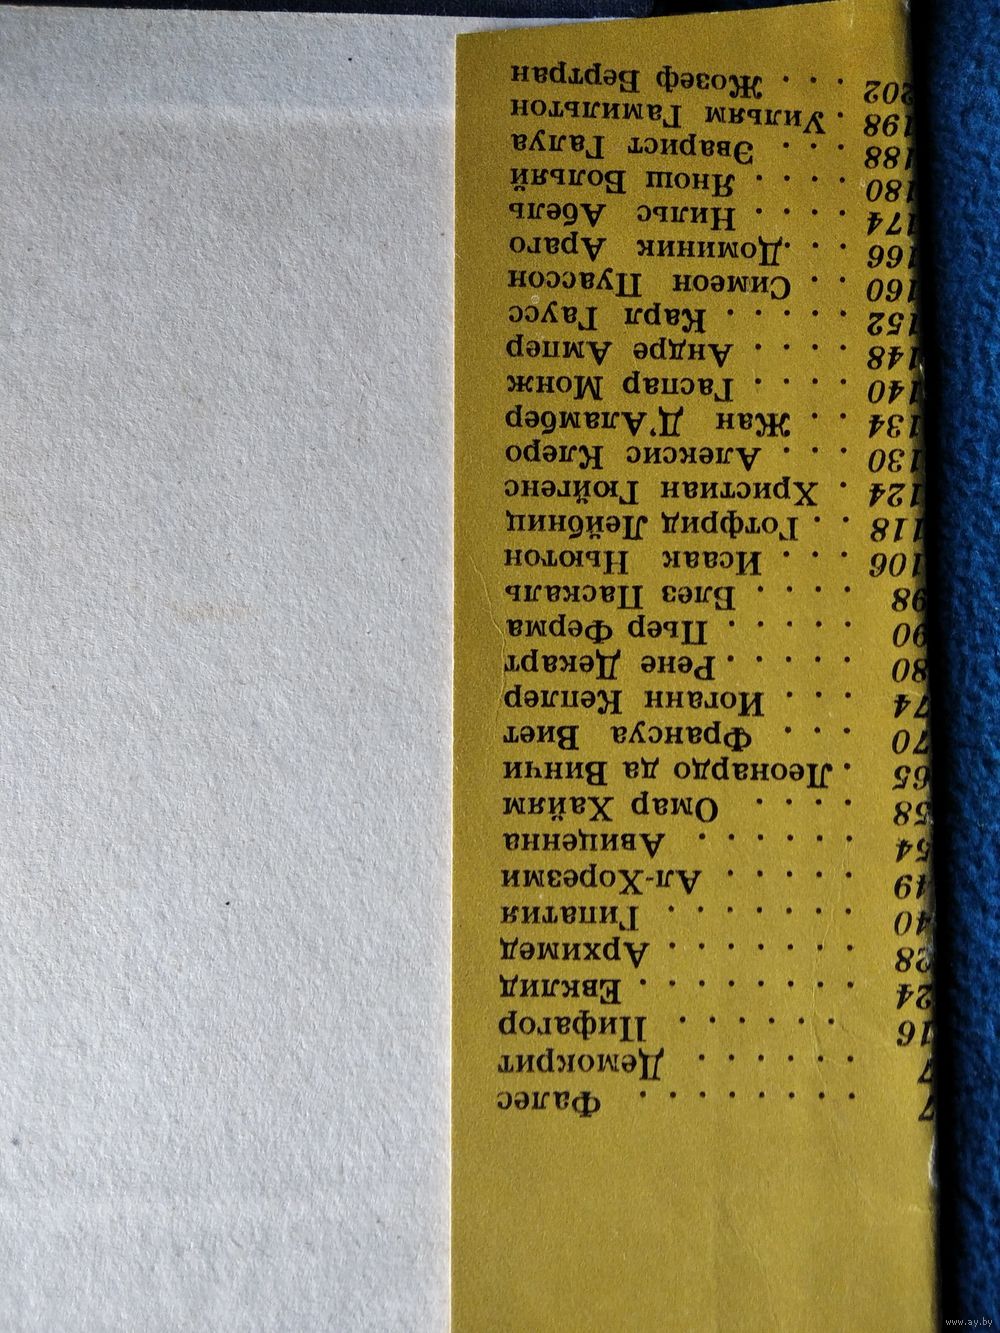 7 . . . . . . . . Фалес
7 . . . . . . Демокрит
16 . . . . . . Пифагор
24 . . . . . . . . Евклид
28 . . . . . . . Архимед
40 . . . . . . . Гипатия
49 . . . . . Ал-Хорезми
54 . . . . . . Авиценна
58 . . . . Омар Хайям
65 . Леонардо да Винчи
70 . . . Франсуа Виет
74 . . . Иоганн Кеплер
80 . . . . . Рене Декарт
90 . . . . . Пьер Ферма
98 . . . . Блез Паскаль
106 . . . Исаак Ньютон
118 . . Готфрид Лейбниц
124 . Христиан Гюйгенс
130 . . . Алексис Клеро
134 . . Жан Д'Аламбер
140 . . . . Гаспар Монж
148 . . . . Андре Ампер
152 . . . . . Карл Гаусс
160 . . Симеон Пуассон
166 . . . Доминик Араго
174 . . . . Нильс Абель
180 . . . . Янош Больяй
188 . . . Эварист Галуа
198 . Уильям Гамильтон
202 . . . Жозеф Бертран
www.ay.by